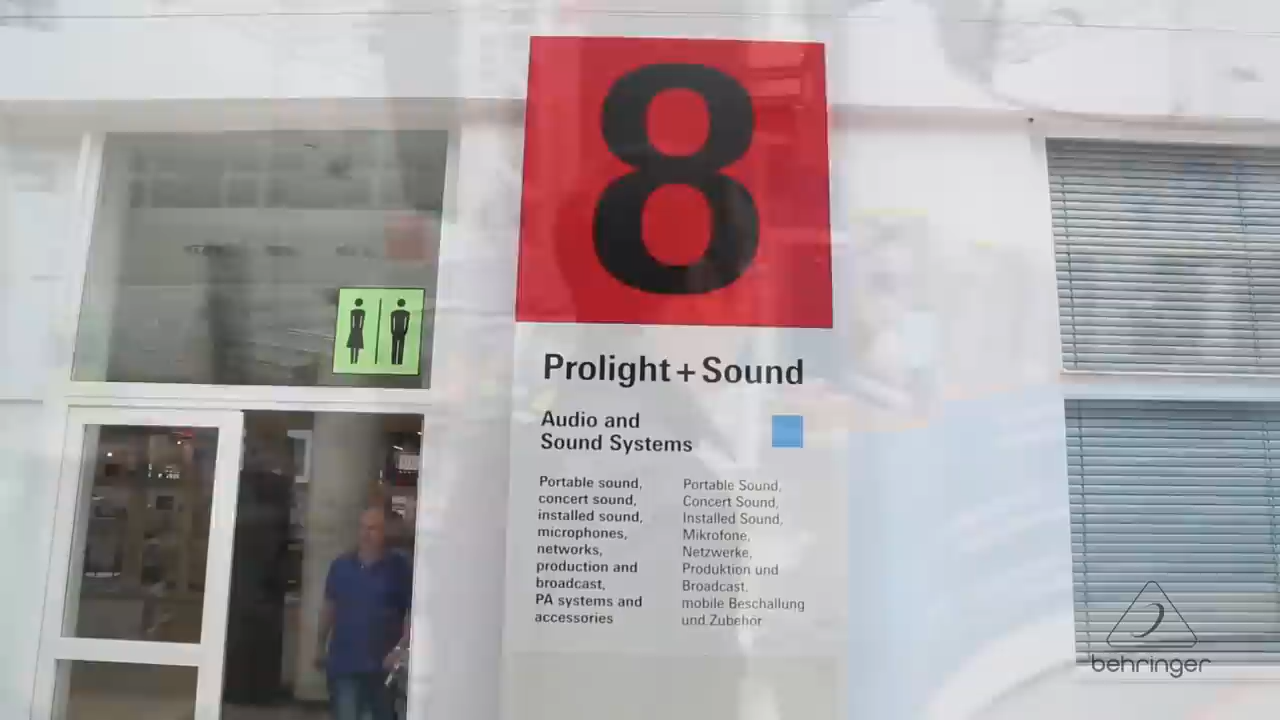 8
Prolight+Sound
Audio and
Sound Systems
Portable sound,
concert sound,
installed sound,
microphones,
networks,
production and
broadcast,
PA systems and
accessories
Portable Sound,
Concert Sound,
Installed Sound,
Mikrofone,
Netzwerke,
Produktion und
Broadcast,
mobile Beschallung
und Zubehör
behringer